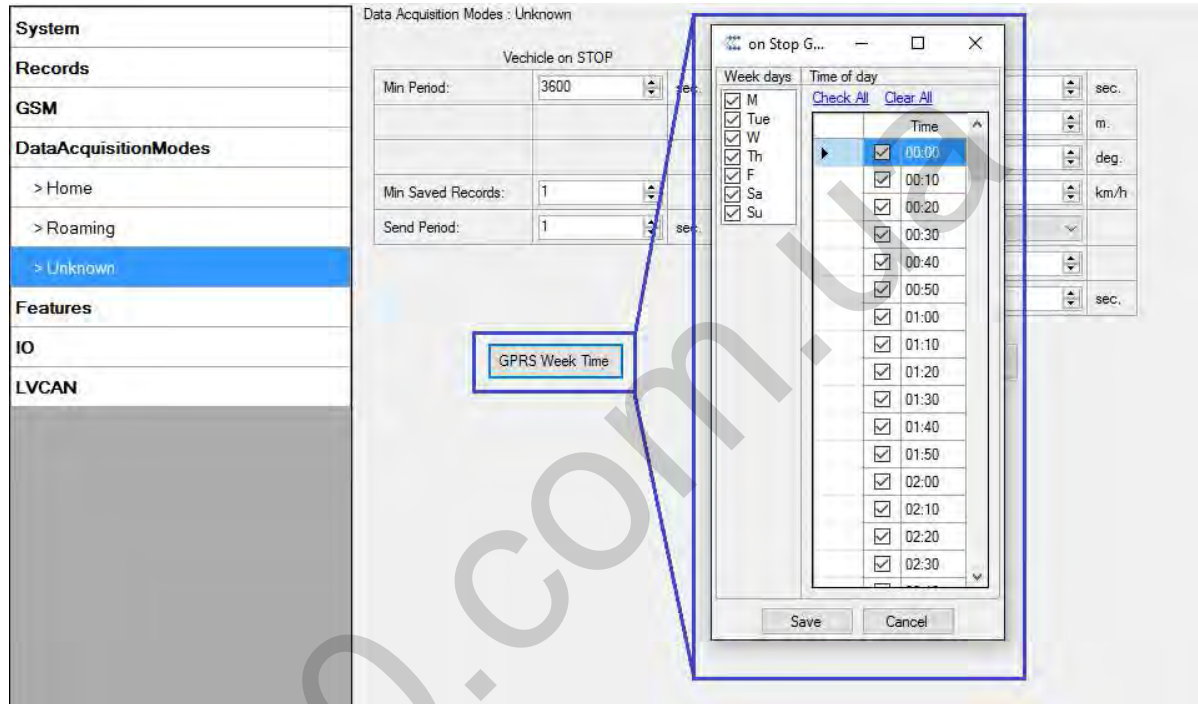 System
Records
GSM
DataAcquisitionModes
> Home
> Roaming
> Unknown
Features
IO
LVCAN
Data Acquisition Modes : Unknown
Vechicle on STOP
Min Period: 3600 sec. sec.
m.
deg.
Min Saved Records: 1 km/h
Send Period: 1 sec.
sec.
GPRS Week Time
on Stop G...
Week days
M
Tue
W
Th
F
Sa
Su
Time of day
Check All Clear All
Time
00:00
00:10
00:20
00:30
00:40
00:50
01:00
01:10
01:20
01:30
01:40
01:50
02:00
02:10
02:20
02:30
Save Cancel
0.com.ua